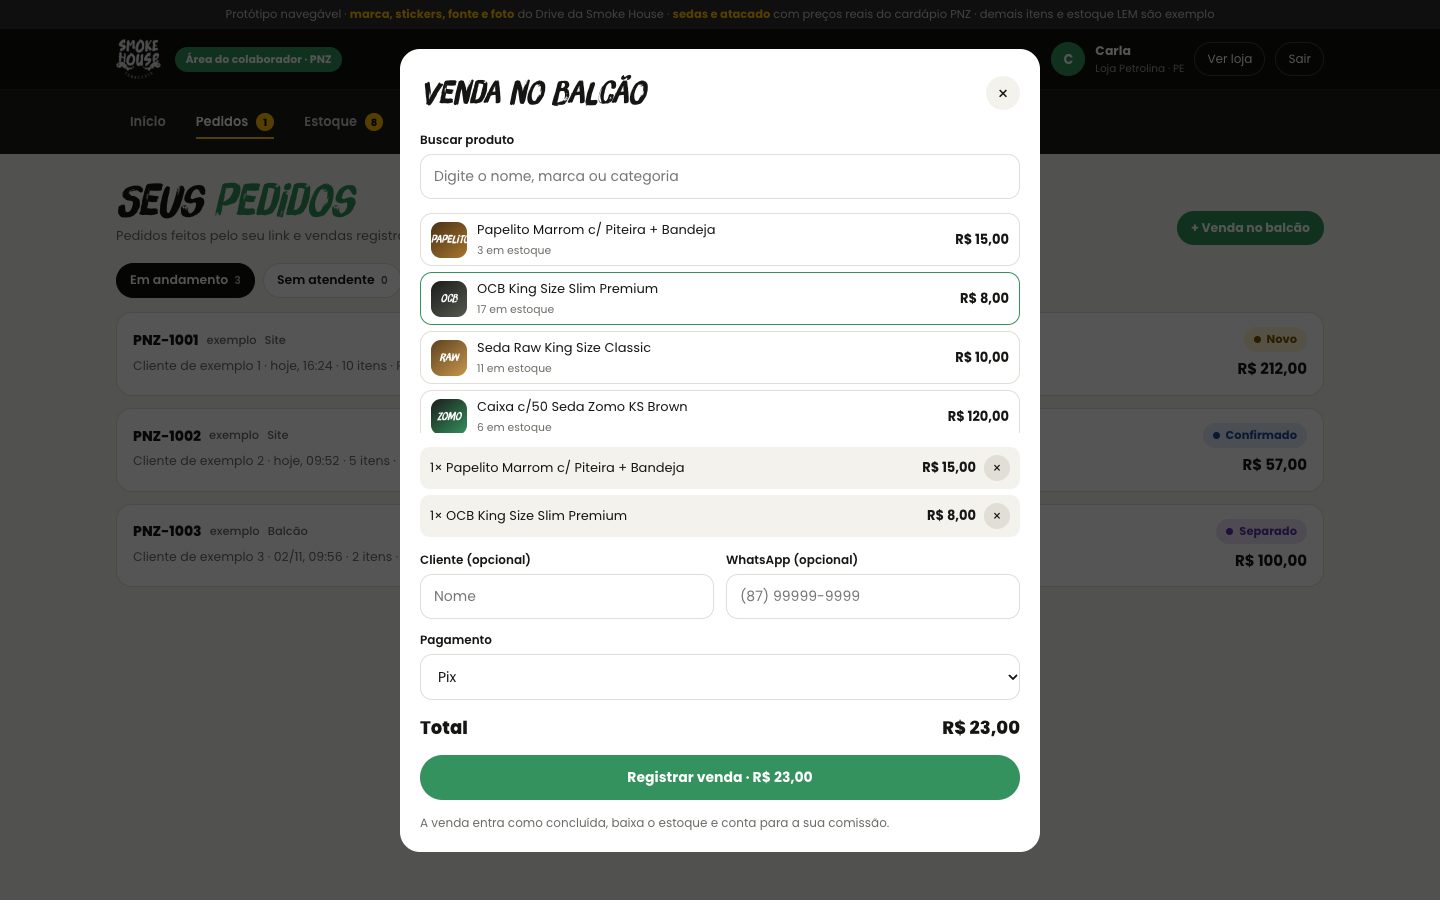 Protótipo navegável · marca, stickers, fonte e foto do Drive da Smoke House · sedas e atacado com preços reais do cardápio PNZ · demais itens e estoque LEM são exemplo
SMOKE
HOUSE
Área do colaborador · PNZ
C
Carla
Loja Petrolina · PE
Ver loja
Sair
Início
Pedidos 1
Estoque 8
SEUS PEDIDOS
Pedidos feitos pelo seu link e vendas registr
+ Venda no balcão
Em andamento 3
Sem atendente 0
PNZ-1001 exemplo Site
Novo
Cliente de exemplo 1 · hoje, 16:24 · 10 itens ·
R$ 212,00
PNZ-1002 exemplo Site
Confirmado
Cliente de exemplo 2 · hoje, 09:52 · 5 itens ·
R$ 57,00
PNZ-1003 exemplo Balcão
Separado
Cliente de exemplo 3 · 02/11, 09:56 · 2 itens ·
R$ 100,00
VENDA NO BALCÃO
×
Buscar produto
Digite o nome, marca ou categoria
PAPELITO
Papelito Marrom c/ Piteira + Bandeja
3 em estoque
R$ 15,00
OCB
OCB King Size Slim Premium
17 em estoque
R$ 8,00
RAW
Seda Raw King Size Classic
11 em estoque
R$ 10,00
ZOMO
Caixa c/50 Seda Zomo KS Brown
6 em estoque
R$ 120,00
1× Papelito Marrom c/ Piteira + Bandeja R$ 15,00 ×
1× OCB King Size Slim Premium R$ 8,00 ×
Cliente (opcional)
Nome
WhatsApp (opcional)
(87) 99999-9999
Pagamento
Pix
Total R$ 23,00
Registrar venda · R$ 23,00
A venda entra como concluída, baixa o estoque e conta para a sua comissão.